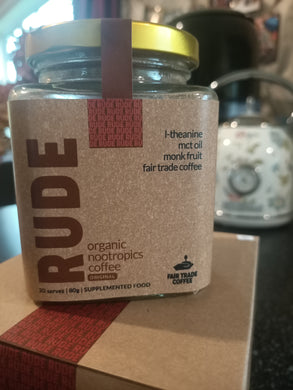 RUDE
l-theanine
mct oil
monk fruit
fair trade coffee
organic
nootropics
coffee
ORIGINAL
FAIR TRADE
COFFEE
20 serves | 80g | SUPPLEMENTED FOOD